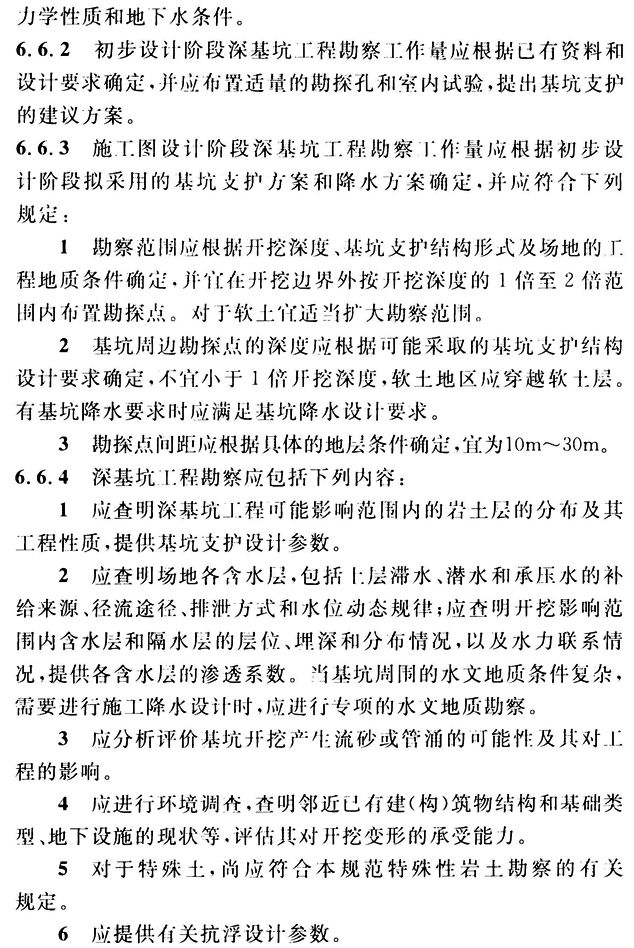 力学性质和地下水条件。
6.6.2 初步设计阶段深基坑工程勘察工作量应根据已有资料和
设计要求确定,并应布置适量的勘探孔和室内试验,提出基坑支护
的建议方案。
6.6.3 施工图设计阶段深基坑工程勘察工作量应根据初步设
计阶段拟采用的基坑支护方案和降水方案确定,并应符合下列
规定:
1 勘察范围应根据开挖深度、基坑支护结构形式及场地的工
程地质条件确定,并宜在开挖边界外按开挖深度的1倍至2倍范
围内布置勘探点。对于软土宜适当扩大勘察范围。
2 基坑周边勘探点的深度应根据可能采取的基坑支护结构
设计要求确定,不宜小于1倍开挖深度,软土地区应穿越软土层。
有基坑降水要求时应满足基坑降水设计要求。
3 勘探点间距应根据具体的地层条件确定,宜为10m~30m。
6.6.4 深基坑工程勘察应包括下列内容:
1 应查明深基坑工程可能影响范围内的岩土层的分布及其
工程性质,提供基坑支护设计参数。
2 应查明场地各含水层,包括上层滞水、潜水和承压水的补
给来源、径流途径、排泄方式和水位动态规律;应查明开挖影响范
围内含水层和隔水层的层位、埋深和分布情况,以及水力联系情
况,提供各含水层的渗透系数。当基坑周围的水文地质条件复杂,
需要进行施工降水设计时,应进行专项的水文地质勘察。
3 应分析评价基坑开挖产生流砂或管涌的可能性及其对工
程的影响。
4 应进行环境调查,查明邻近已有建(构)筑物结构和基础类
型、地下设施的现状等,评估其对开挖变形的承受能力。
5 对于特殊土,尚应符合本规范特殊性岩土勘察的有关
规定。
6 应提供有关抗浮设计参数。